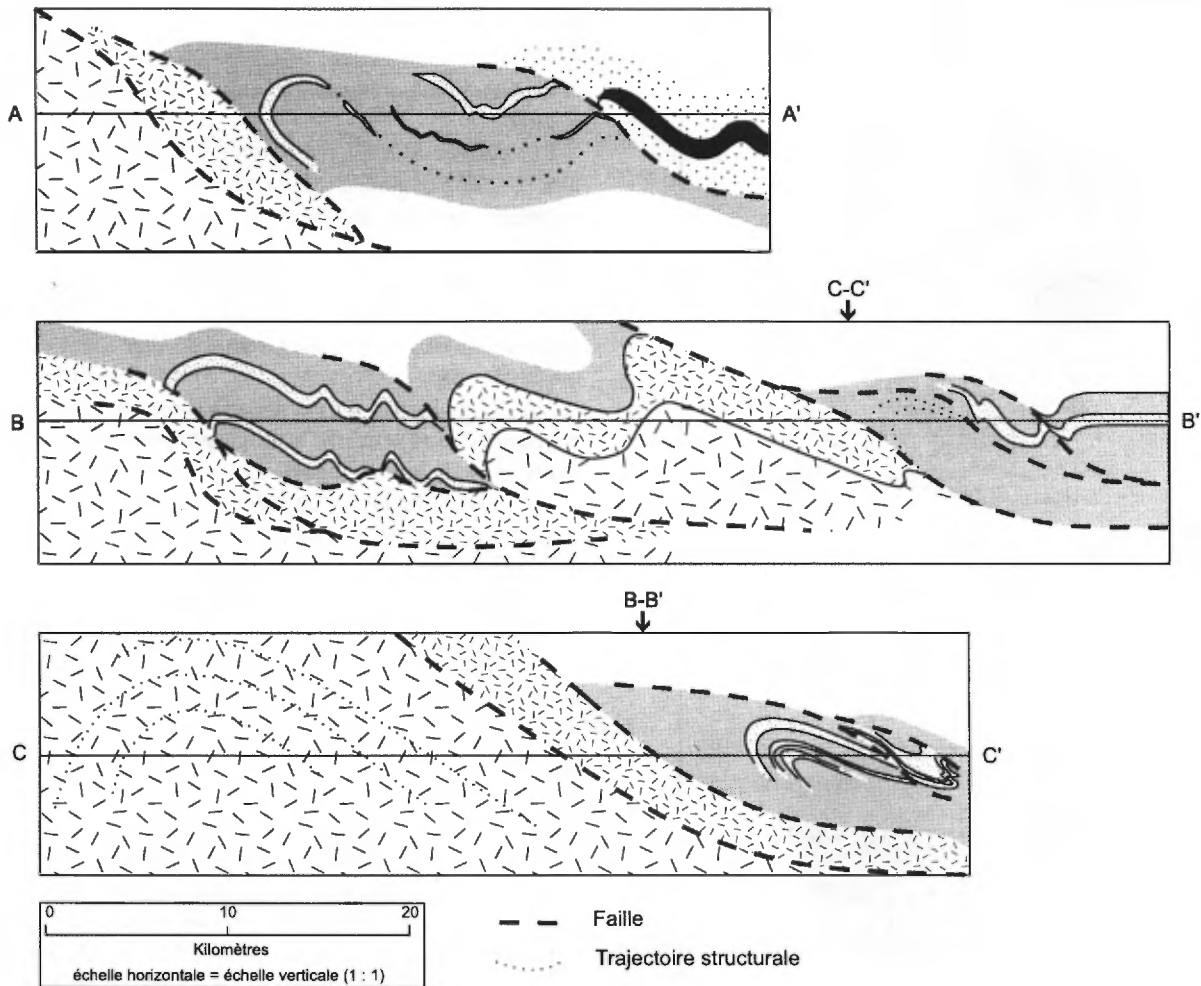 A A'
C-C'
B B'
B-B'
C C'
0 10 20
Kilomètres
échelle horizontale = échelle verticale (1 : 1)
Faille
Trajectoire structurale